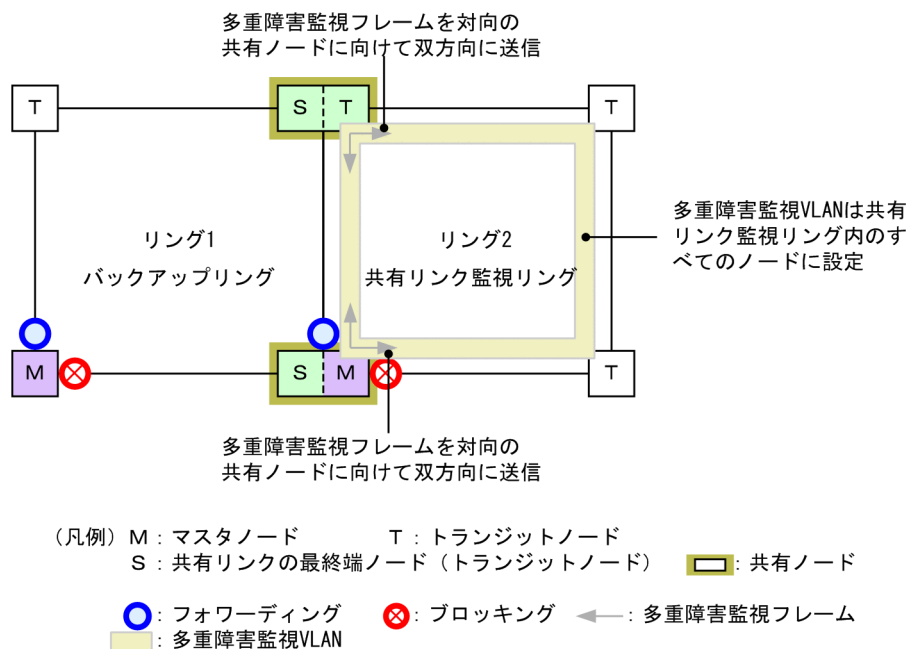 多重障害監視フレームを対向の
共有ノードに向けて双方向に送信
T
S T
T
多重障害監視VLANは共有
リンク監視リング内のす
べてのノードに設定
リング1
バックアップリング
リング2
共有リンク監視リング
M
S M
T
多重障害監視フレームを対向の
共有ノードに向けて双方向に送信
(凡例) M:マスタノード T:トランジットノード
S:共有リンクの最終端ノード(トランジットノード) :共有ノード
:フォワーディング :ブロッキング :多重障害監視フレーム
:多重障害監視VLAN